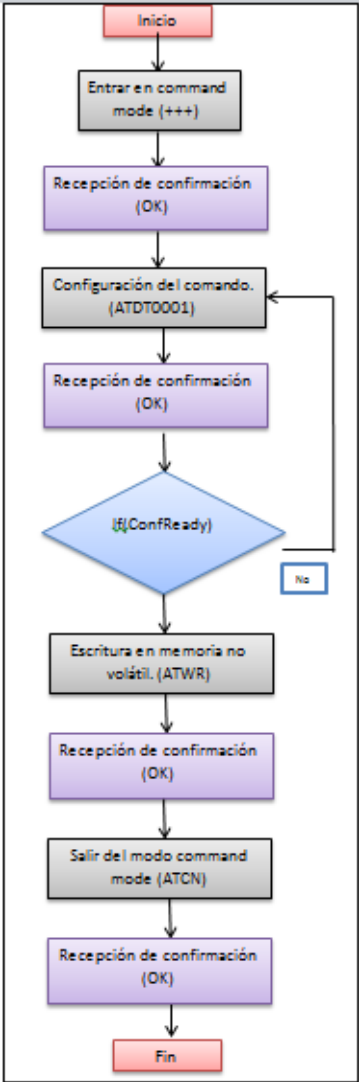 Inicio
Entrar en command
mode (+++)
Recepción de confirmación
(OK)
Configuración del comando.
(ATDT0001)
Recepción de confirmación
(OK)
If(ConfReady)
No
Escritura en memoria no
volátil. (ATWR)
Recepción de confirmación
(OK)
Salir del modo command
mode (ATCN)
Recepción de confirmación
(OK)
Fin